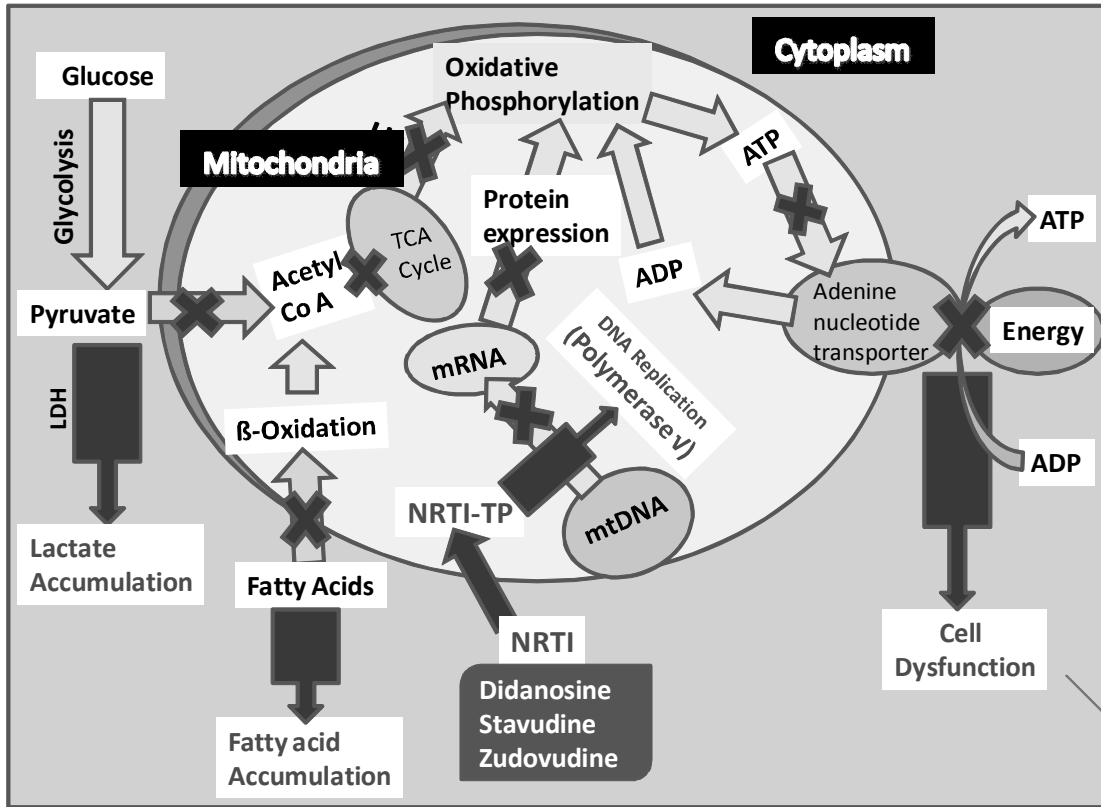 Cytoplasm
Glucose
Oxidative
Phosphorylation
Glycolysis
Mitochondria
ATP
Protein
expression
TCA
Cycle
ATP
Acetyl
Co A
ADP
Pyruvate
Adenine
nucleotide
transporter
Energy
mRNA
DNA Replication
(Polymerase √)
LDH
ß-Oxidation
ADP
NRTI-TP
mtDNA
Lactate
Accumulation
Fatty Acids
NRTI
Cell
Dysfunction
Didanosine
Stavudine
Zudovudine
Fatty acid
Accumulation